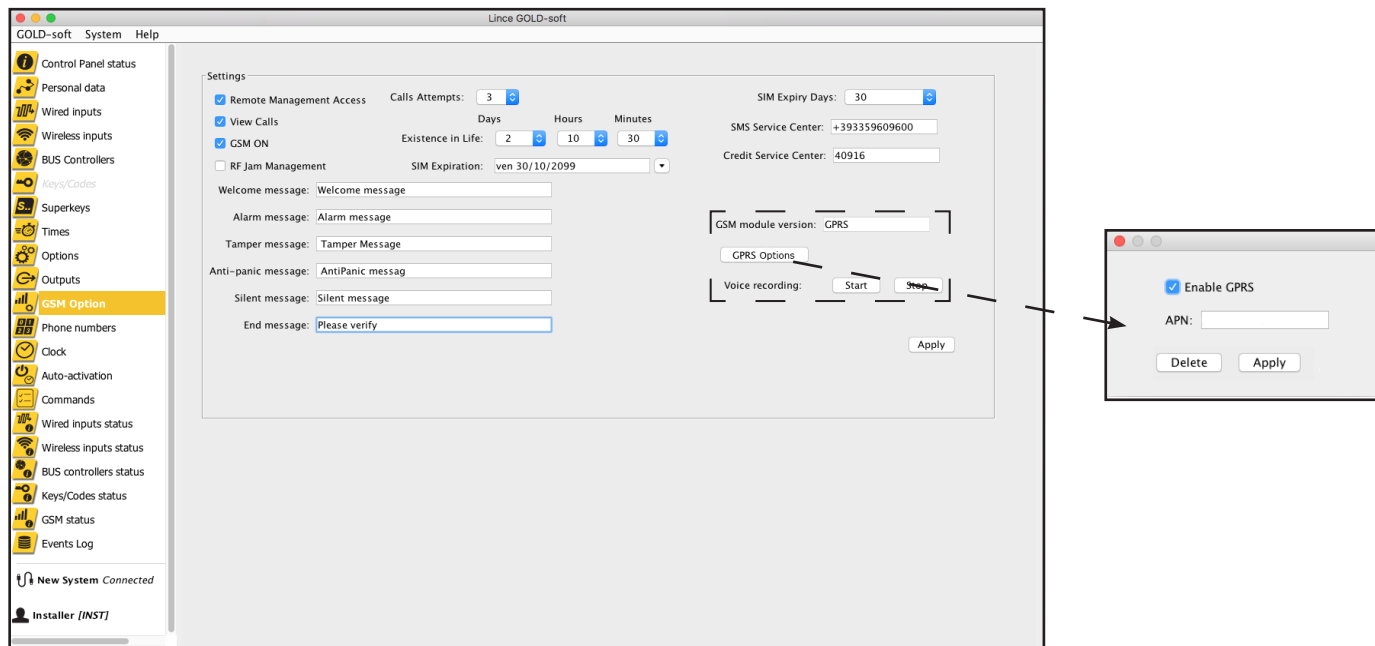 Lince GOLD-soft
GOLD-soft System Help
Control Panel status
Personal data
Wired inputs
Wireless inputs
BUS Controllers
Keys/Codes
Superkeys
Times
Options
Outputs
GSM Option
Phone numbers
Clock
Auto-activation
Commands
Wired inputs status
Wireless inputs status
BUS controllers status
Keys/Codes status
GSM status
Events Log
New System Connected
Installer [INST]
Settings
Remote Management Access Calls Attempts: 3 SIM Expiry Days: 30
View Calls Days Hours Minutes
GSM ON Existence in Life: 2 10 30 SMS Service Center: +393359609600
RF Jam Management SIM Expiration: ven 30/10/2099 Credit Service Center: 40916
Welcome message: Welcome message
Alarm message: Alarm message
Tamper message: Tamper Message
Anti-panic message: AntiPanic messag
Silent message: Silent message
End message: Please verify
GSM module version: GPRS
GPRS Options
Voice recording: Start Stop
Apply
Enable GPRS
APN:
Delete Apply